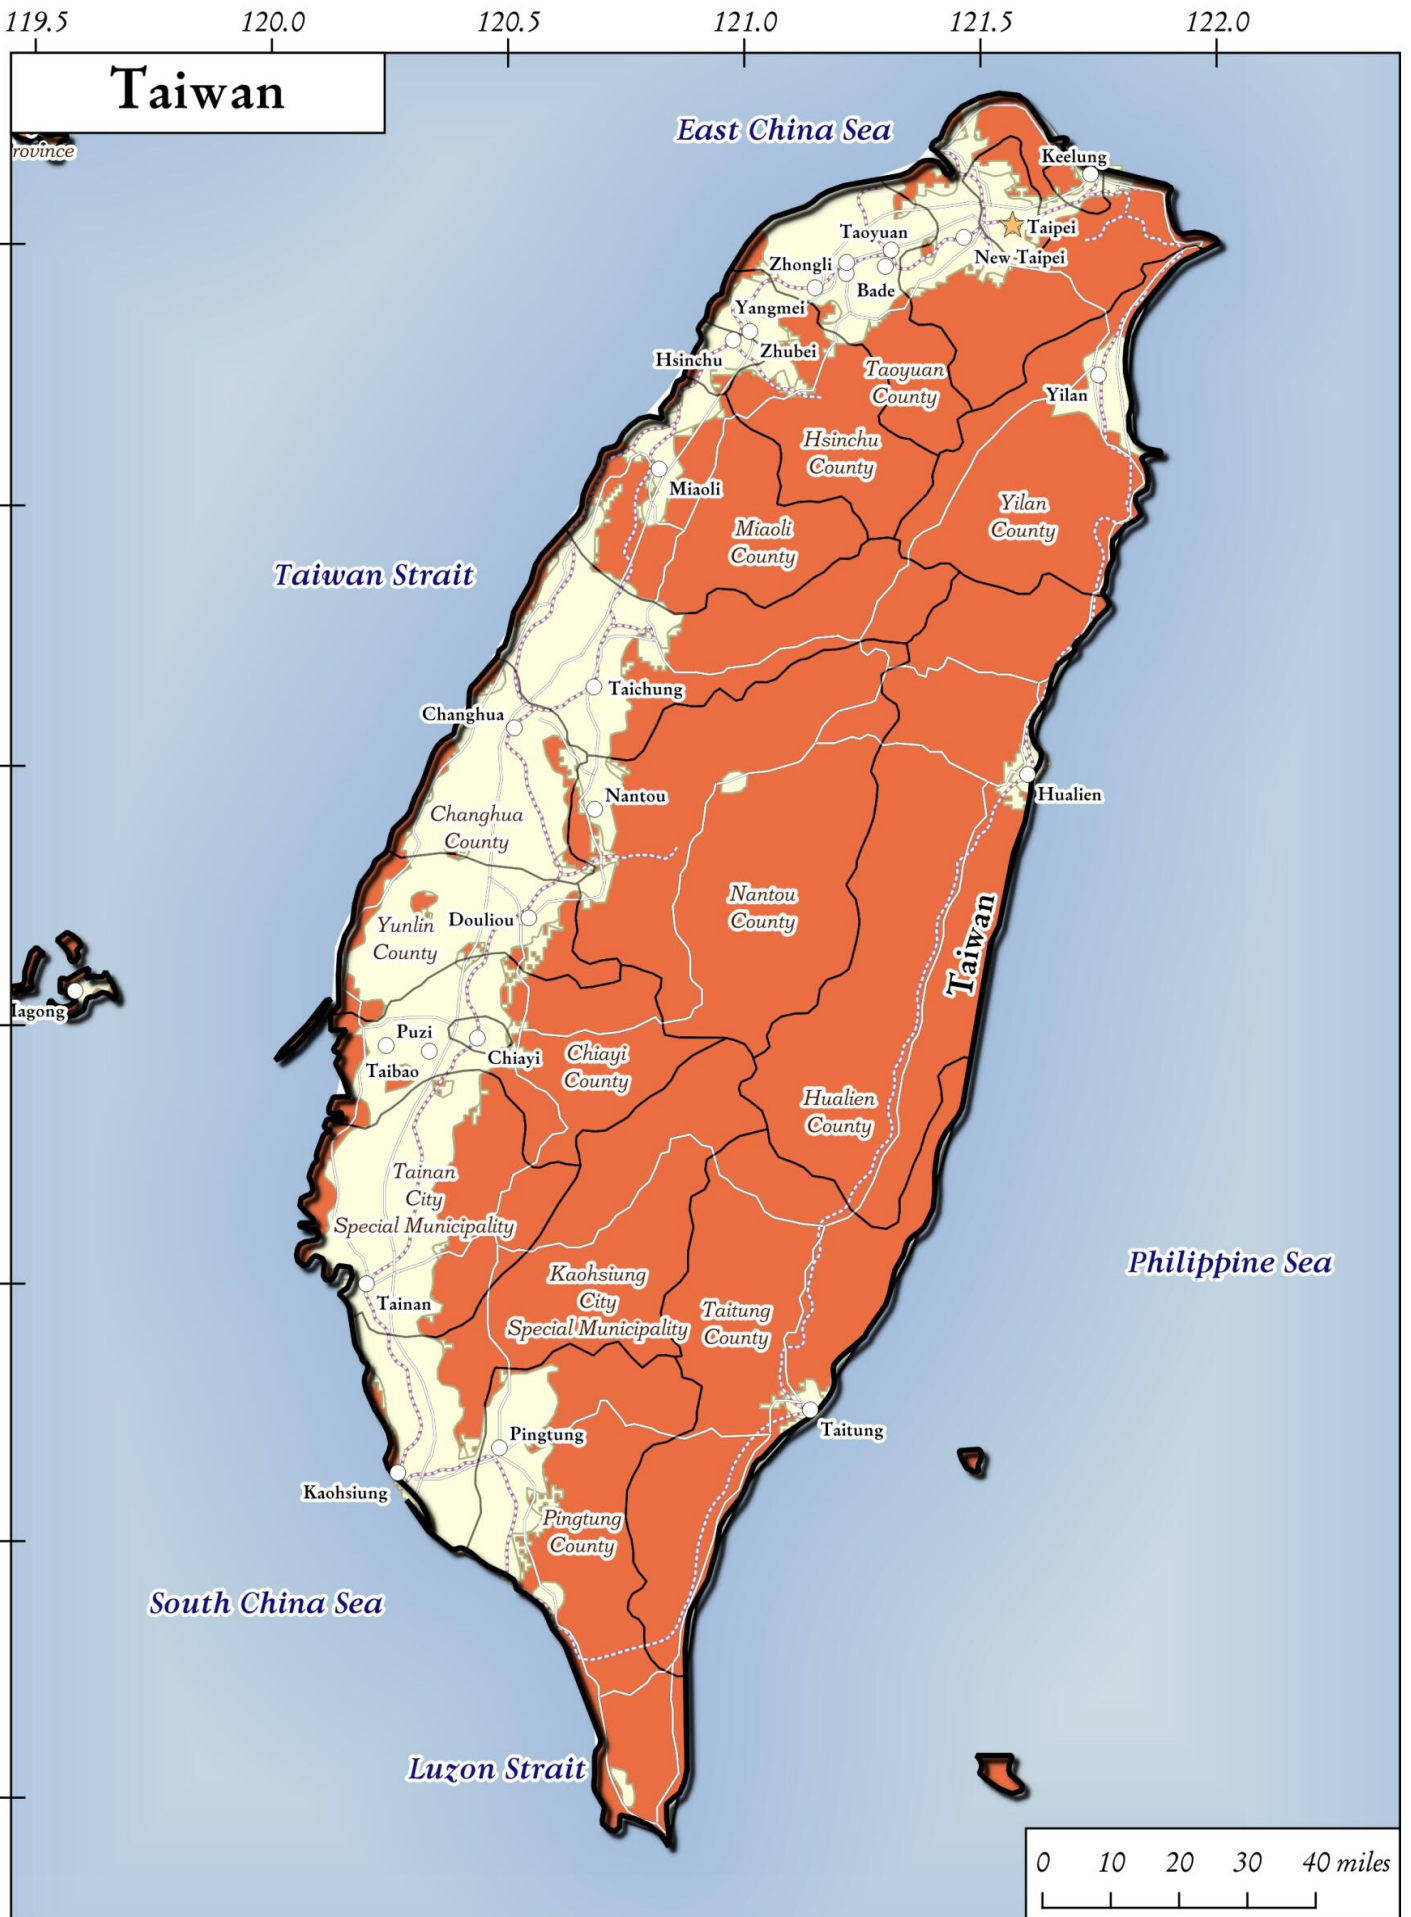 119.5 120.0 120.5 121.0 121.5 122.0
Taiwan
rovince
East China Sea
Keelung
Taipei
Taoyuan
New Taipei
Zhongli
Bade
Yangmei
Zhubei
Hsinchu
Taoyuan
County
Yilan
Hsinchu
County
Miaoli
Yilan
County
Miaoli
County
Taiwan Strait
Taichung
Changhua
Hualien
Nantou
Changhua
County
Nantou
County
Douliou
Yunlin
County
Taiwan
Magong
Puzi
Chiayi
Taibao
Chiayi
County
Hualien
County
Tainan
City
Special Municipality
Philippine Sea
Kaohsiung
City
Special Municipality
Tainan
Taitung
County
Taitung
Pingtung
Kaohsiung
Pingtung
County
South China Sea
Luzon Strait
0 10 20 30 40 miles